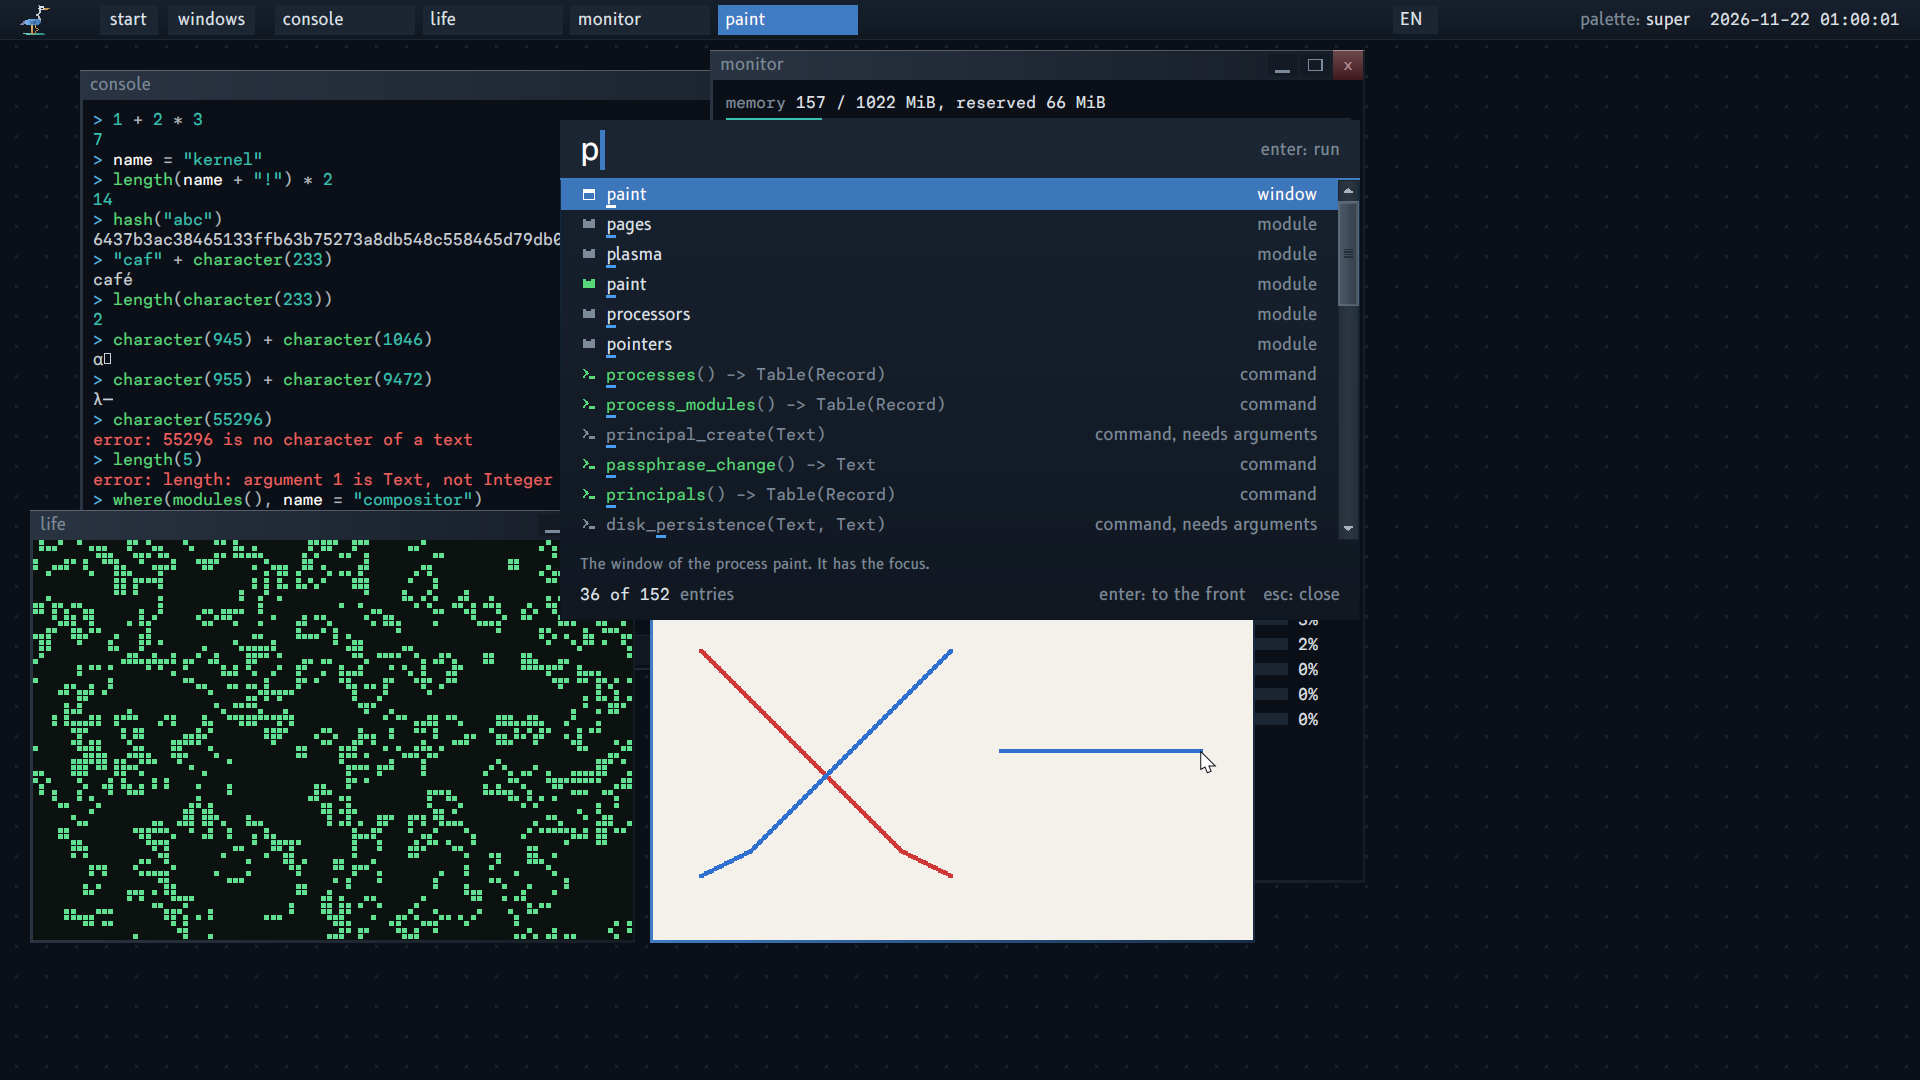 start windows console life monitor paint EN palette: super 2026-11-22 01:00:01
monitor x
memory 157 / 1022 MiB, reserved 66 MiB
console
> 1 + 2 * 3
7
> name = "kernel"
> length(name + "!") * 2
14
> hash("abc")
6437b3ac38465133ffb63b75273a8db548c558465d79db0
> "caf" + character(233)
café
> length(character(233))
2
> character(945) + character(1046)
α
> character(955) + character(9472)
λ─
> character(55296)
error: 55296 is no character of a text
> length(5)
error: length: argument 1 is Text, not Integer
> where(modules(), name = "compositor")
p enter: run
paint window
pages module
plasma module
paint module
processors module
pointers module
processes() -> Table(Record) command
process_modules() -> Table(Record) command
principal_create(Text) command, needs arguments
passphrase_change() -> Text command
principals() -> Table(Record) command
disk_persistence(Text, Text) command, needs arguments
The window of the process paint. It has the focus.
36 of 152 entries enter: to the front esc: close
life
2%
0%
0%
0%